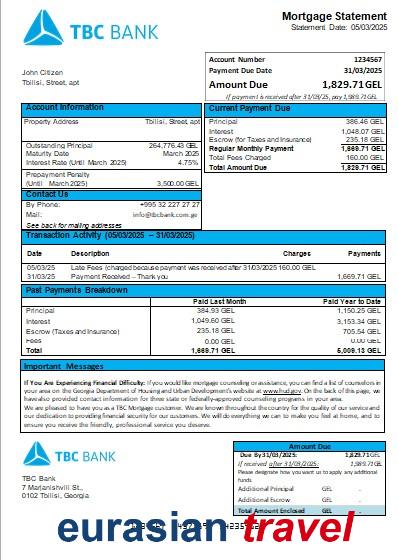 TBC BANK
Mortgage Statement
Statement Date: 05/03/2025
John Citizen
Tbilisi, Street, apt
Account Number 1234567
Payment Due Date 31/03/2025
Amount Due 1,829.71GEL
If payment is received after 31/03/25, pay 1,989.71GEL
Account Information
Property Address Tbilisi, Street, apt
Outstanding Principal 264,776.43 GEL
Maturity Date March 2025
Interest Rate (Until March 2025) 4.75%
Prepayment Penalty
(Until March 2025) 3,500.00 GEL
Contact Us
By Phone: +995 32 227 27 27
Mail: info@tbcbank.com.ge
See back for mailing addresses
Current Payment Due
Principal 386.46 GEL
Interest 1,048.07 GEL
Escrow (for Taxes and Insurance) 235.18 GEL
Regular Monthly Payment 1,669.71 GEL
Total Fees Charged 160.00 GEL
Total Amount Due 1,829.71 GEL
Transaction Activity (05/03/2025 – 31/03/2025)
Date Description Charges Payments
05/03/25 Late Fees (charged because payment was received after 31/03/2025 160.00 GEL
31/03/25 Payment Received – Thank you 1,669.71 GEL
Past Payments Breakdown
Paid Last Month Paid Year to Date
Principal 384.93 GEL 1,150.25 GEL
Interest 1,049.60 GEL 3,153.34 GEL
Escrow (Taxes and Insurance) 235.18 GEL 705.54 GEL
Fees 0.00 GEL 0.00 GEL
Total 1,669.71 GEL 5,009.13 GEL
Important Messages
If You Are Experiencing Financial Difficulty: If you would like mortgage counseling or assistance, you can find a list of counselors in
your area on the Georgia Department of Housing and Urban Development's website at www.hud.gov. On the back of this page, we
have also provided contact information for three state or federally-approved counseling programs in your area.
We are pleased to have you as a TBC Mortgage customer. We are known throughout the country for the quality of our service and
our dedication to providing financial security for our customers. We will do everything we can to make you feel at home, and to
ensure you receive the friendly, professional service you deserve.
TBC BANK
TBC Bank
7 Marjanishvili St.,
0102 Tbilisi, Georgia
Amount Due
Due By 31/03/2025: 1,829.71GEL
If received after 31/03/2025: 1,989.71GEL
Please designate how you want us to apply any additional
funds.
Additional Principal GEL .
Additional Escrow GEL .
Total Amount Enclosed GEL .
eurasian travel